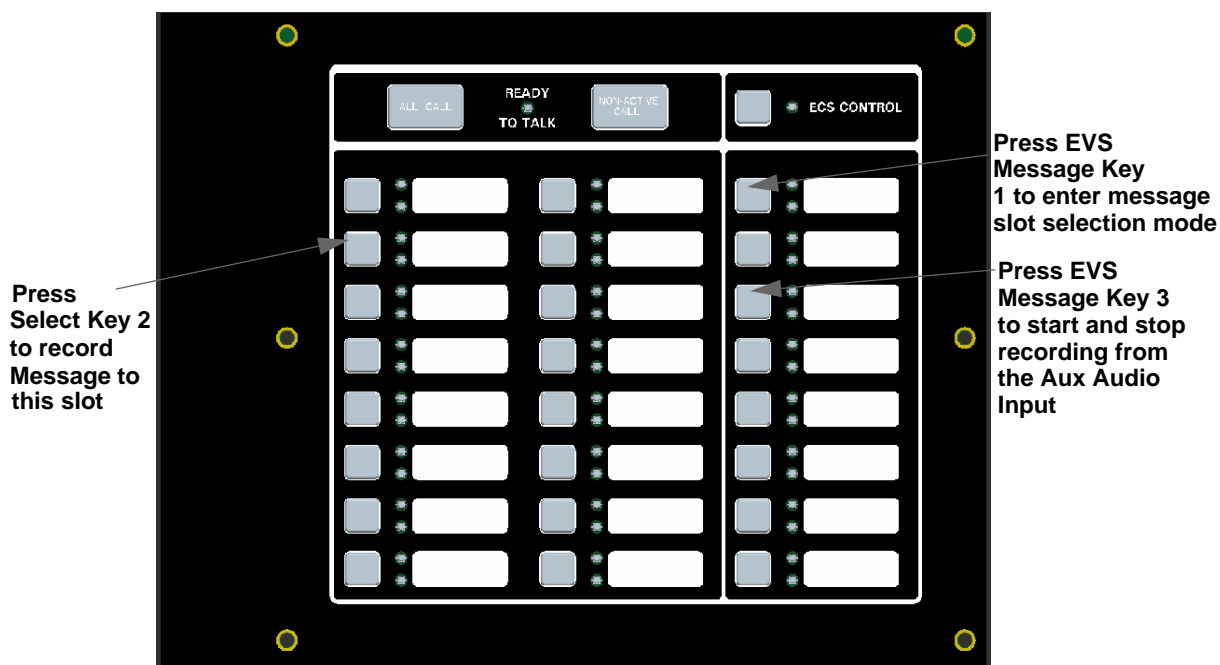 ALL CALL
READY
TO TALK
NON-ACTIVE
CALL
ECS CONTROL
Press EVS
Message Key
1 to enter message
slot selection mode
Press EVS
Message Key 3
to start and stop
recording from
the Aux Audio
Input
Press
Select Key 2
to record
Message to
this slot